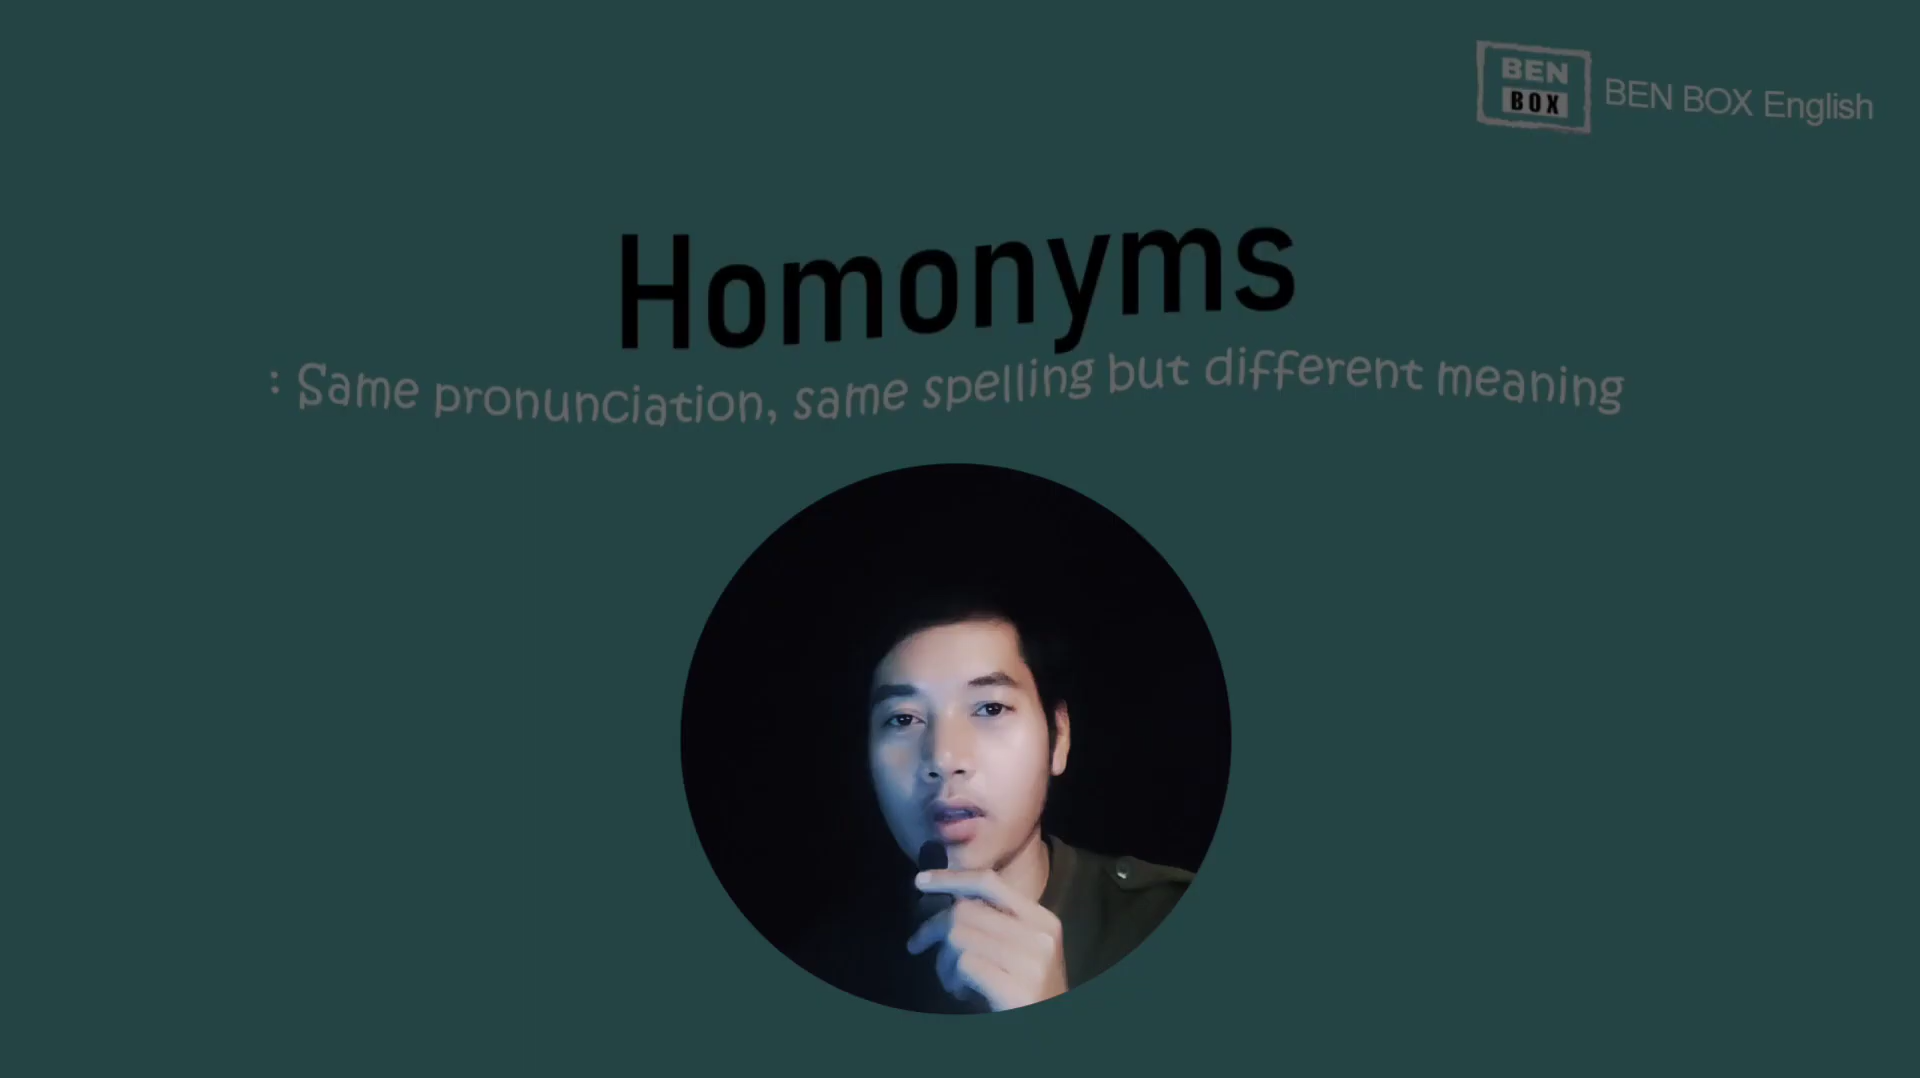 BEN
BOX
BEN BOX English
Homonyms
: Same pronunciation, same spelling but different meaning